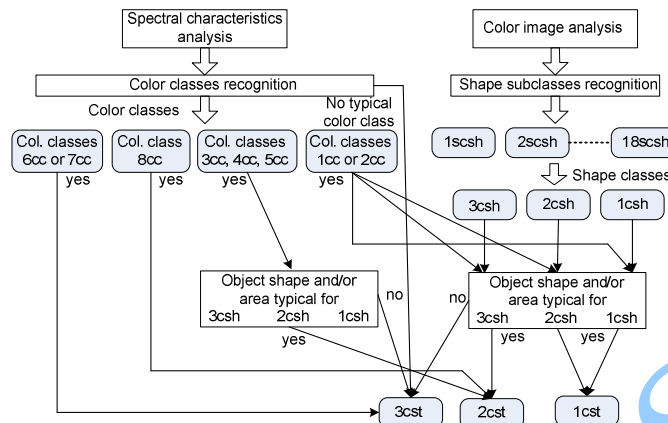 Spectral characteristics
analysis
Color image analysis
Color classes recognition
Shape subclasses recognition
Color classes
No typical
color class
Col. classes
6cc or 7cc
Col. class
8cc
Col. classes
3cc, 4cc, 5cc
Col. classes
1cc or 2cc
1scsh
2scsh
18scsh
yes
yes
yes
yes
Shape classes
3csh
2csh
1csh
Object shape and/or
area typical for
3csh 2csh 1csh
no
no
Object shape and/or
area typical for
3csh 2csh 1csh
yes
yes
yes
3cst
2cst
1cst